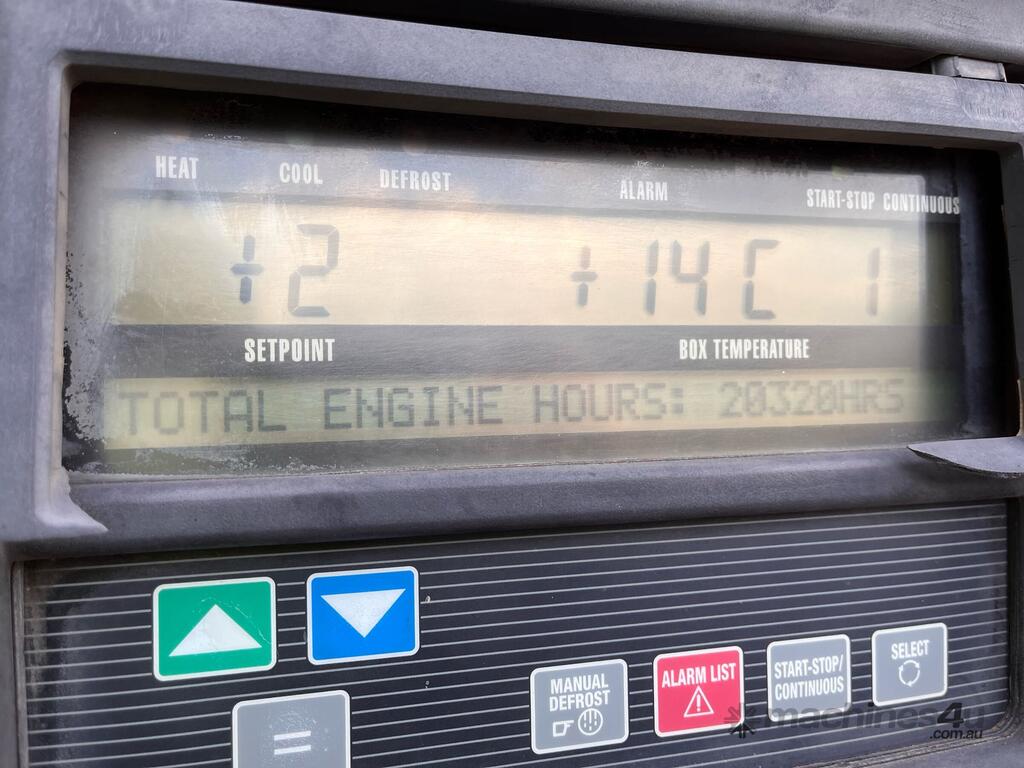 HEAT COOL DEFROST ALARM START-STOP CONTINUOUS
+2 +14C 1
SETPOINT BOX TEMPERATURE
TOTAL ENGINE HOURS: 20320HRS
MANUAL
DEFROST
ALARM LIST
START-STOP/
CONTINUOUS
SELECT
=
machines4u
.com.au